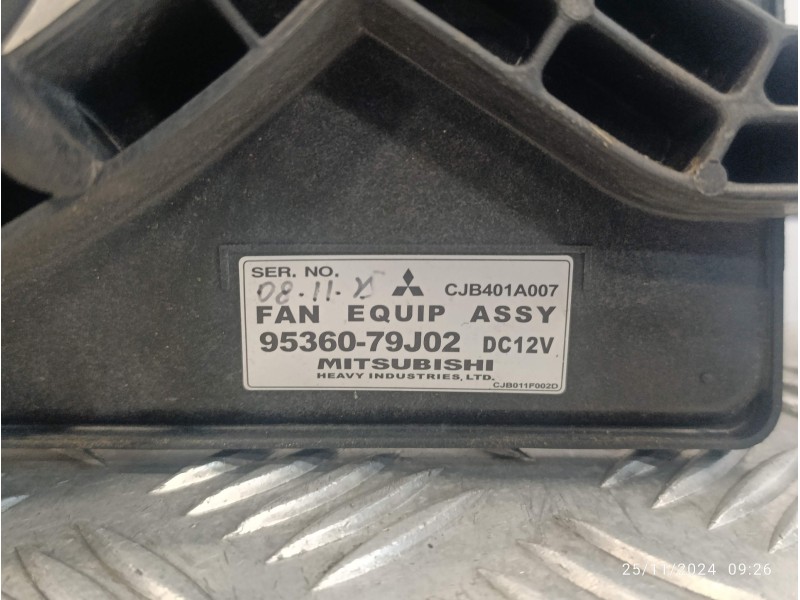 SER. NO.
08.11. CJB401A007
FAN EQUIP ASSY
95360-79J02 DC12V
MITSUBISHI
HEAVY INDUSTRIES, LTD.
CJB011F002D
25/11/2024 09:26